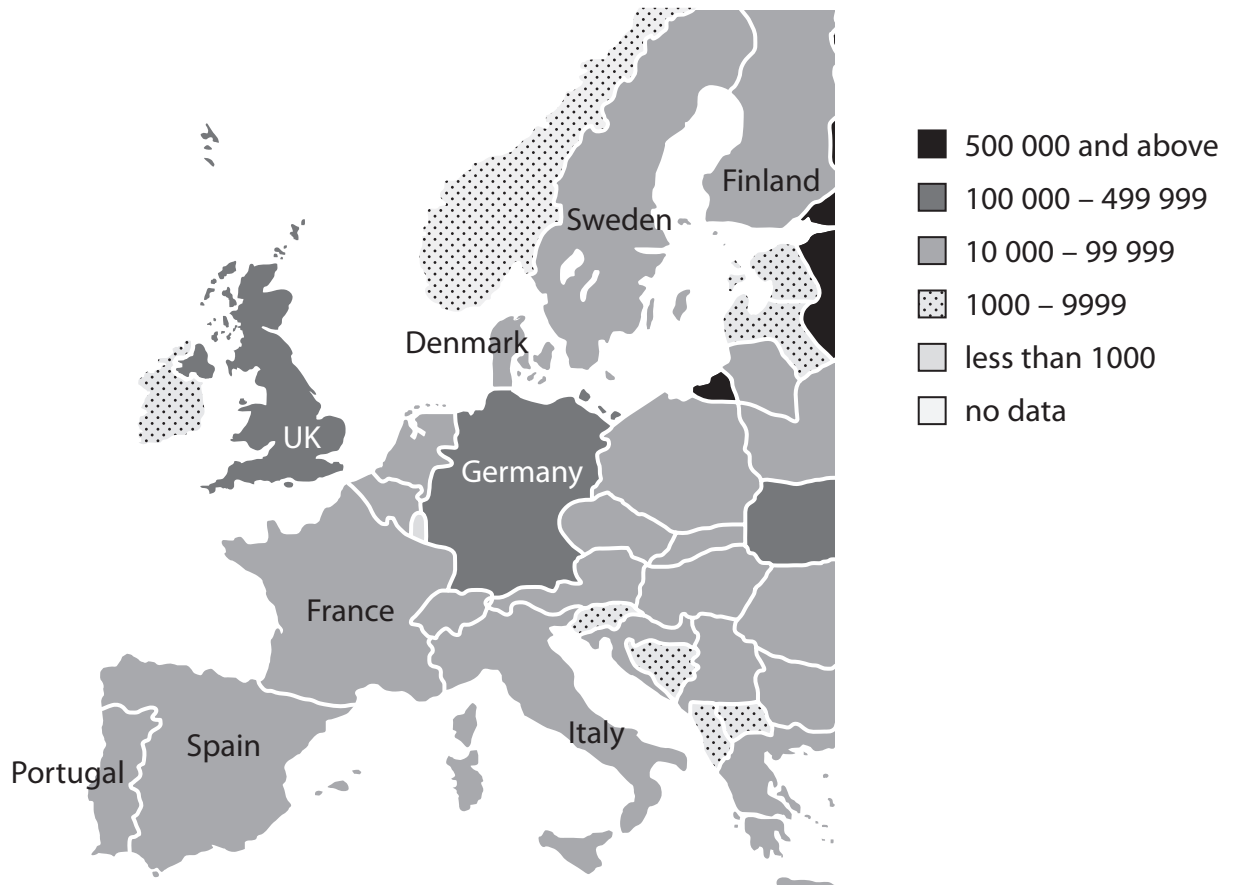 Finland
Sweden
Denmark
UK
Germany
France
Italy
Spain
Portugal
500 000 and above
100 000 – 499 999
10 000 – 99 999
1000 – 9999
less than 1000
no data